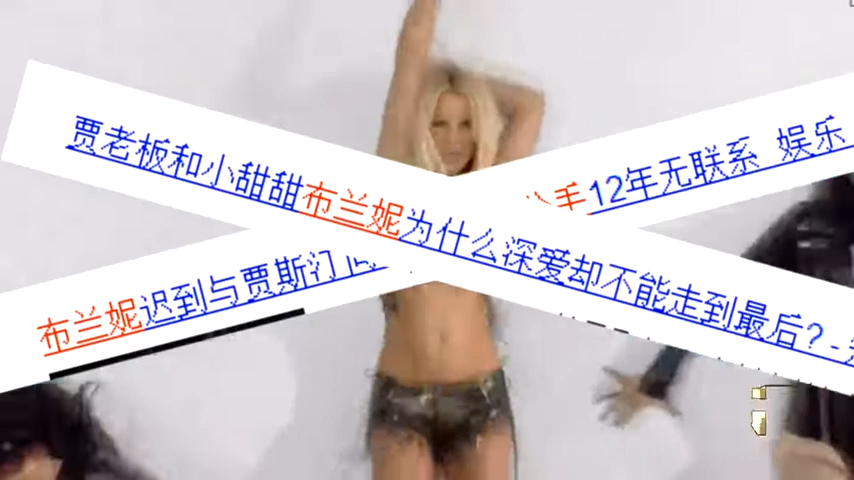 贾老板和小甜甜布兰妮为什么深爱却不能走到最后?-
手12年无联系 娱乐
布兰妮迟到与贾斯汀